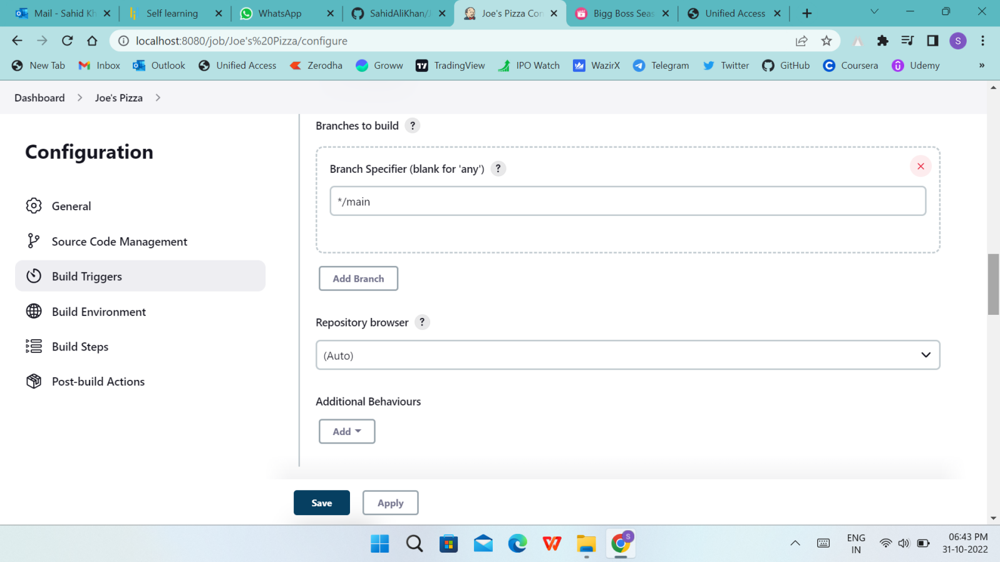 Mail - Sahid Kh
Self learning
WhatsApp
SahidAliKhan/J
Joe's Pizza Con
Bigg Boss Seas
Unified Access
S
localhost:8080/job/Joe's%20Pizza/configure
New Tab
Inbox
Outlook
Unified Access
Zerodha
Groww
TradingView
IPO Watch
WazirX
Telegram
Twitter
GitHub
Coursera
Udemy
»
Dashboard
Joe's Pizza
Configuration
General
Source Code Management
Build Triggers
Build Environment
Build Steps
Post-build Actions
Branches to build ?
Branch Specifier (blank for 'any') ?
*/main
Add Branch
Repository browser ?
(Auto)
Additional Behaviours
Add
Save
Apply
S
ENG
IN
06:43 PM
31-10-2022